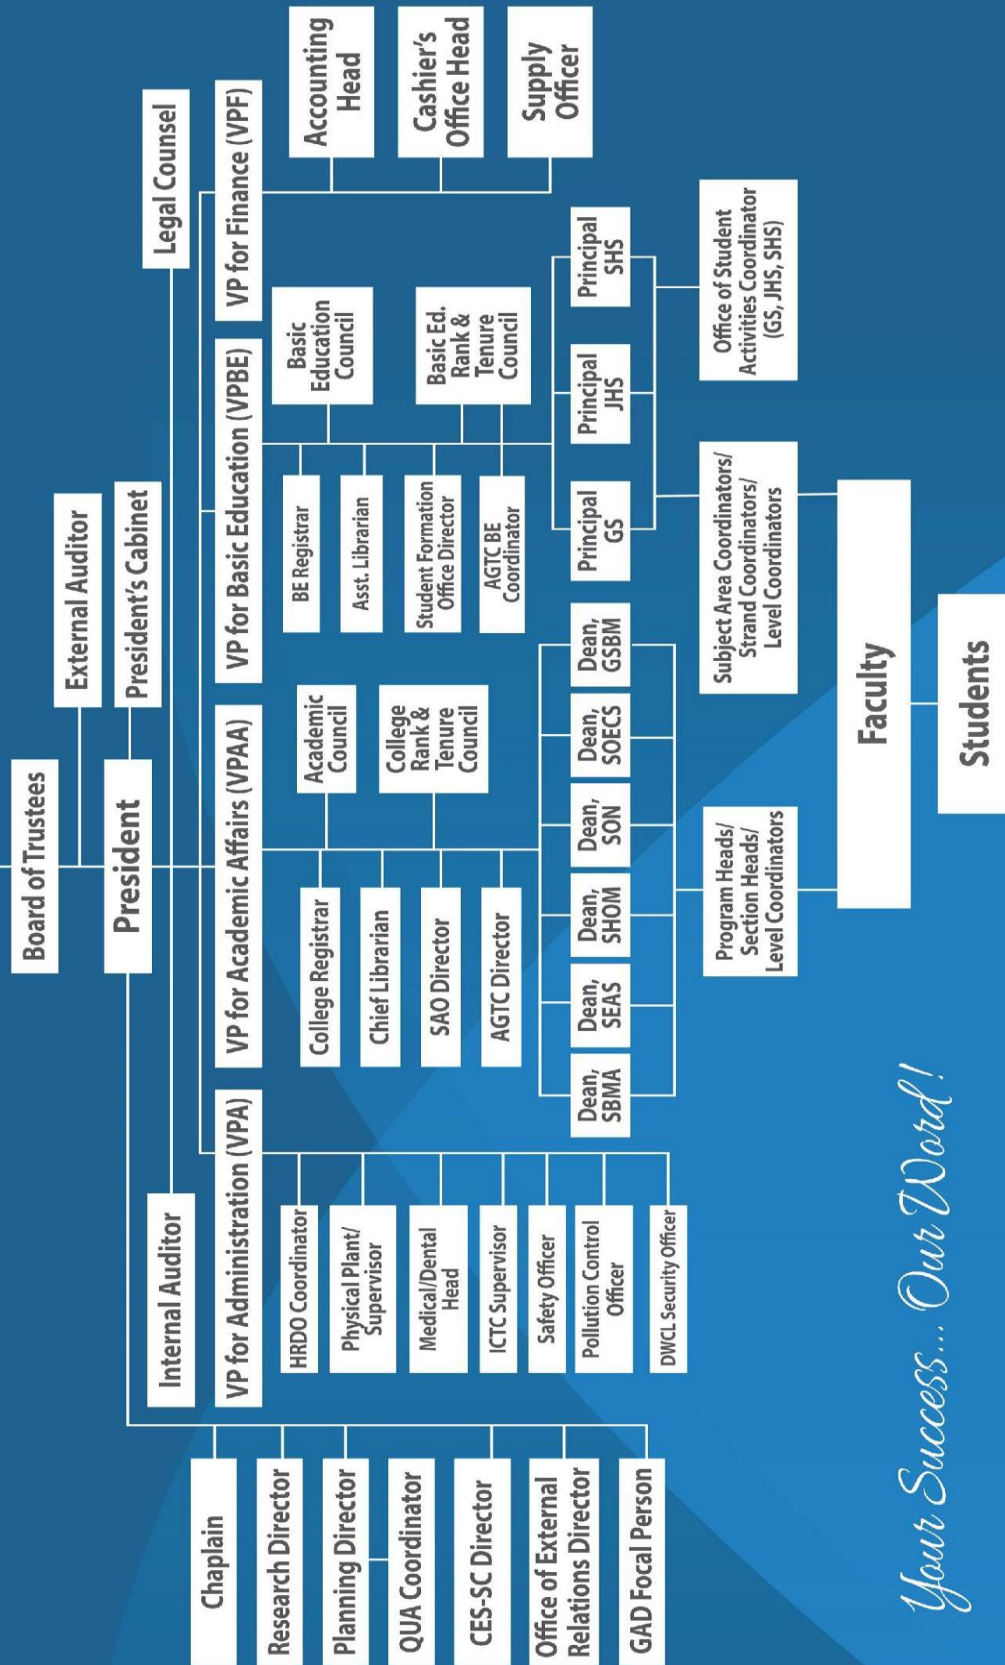 Board of Trustees
External Auditor
President
President's Cabinet
Internal Auditor
Legal Counsel
Chaplain
Research Director
Planning Director
QUA Coordinator
CES-SC Director
Office of External
Relations Director
GAD Focal Person
VP for Administration (VPA)
HRDO Coordinator
Physical Plant/
Supervisor
Medical/Dental
Head
ICTC Supervisor
Safety Officer
Pollution Control
Officer
DWCL Security Officer
VP for Academic Affairs (VPAA)
Academic
Council
College Registrar
Chief Librarian
College
Rank &
Tenure
Council
SAO Director
AGTC Director
Dean,
SBMA
Dean,
SEAS
Dean,
SHOM
Dean,
SON
Dean,
SOECS
Dean,
GSBM
Program Heads/
Section Heads/
Level Coordinators
VP for Basic Education (VPBE)
Basic
Education
Council
BE Registrar
Asst. Librarian
Student Formation
Office Director
Basic Ed.
Rank &
Tenure
Council
AGTC BE
Coordinator
Principal
GS
Principal
JHS
Principal
SHS
Subject Area Coordinators/
Strand Coordinators/
Level Coordinators
Office of Student
Activities Coordinator
(GS, JHS, SHS)
VP for Finance (VPF)
Accounting
Head
Cashier's
Office Head
Supply
Officer
Faculty
Students
Your Success... Our Word!